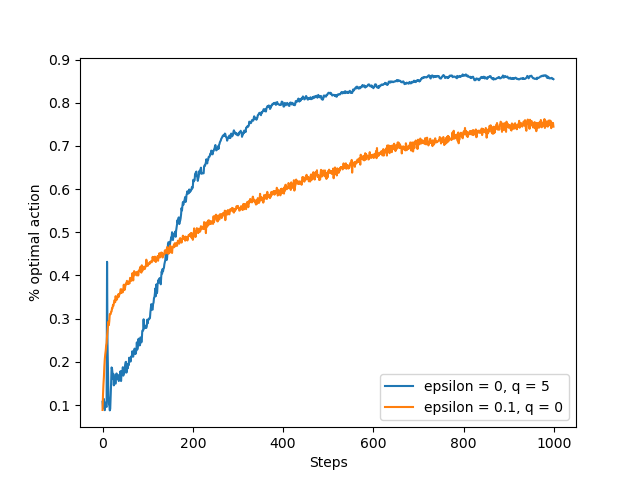 0.9
0.8
0.7
0.6
0.5
0.4
0.3
0.2
0.1
% optimal action
0 200 400 600 800 1000
Steps
epsilon = 0, q = 5
epsilon = 0.1, q = 0